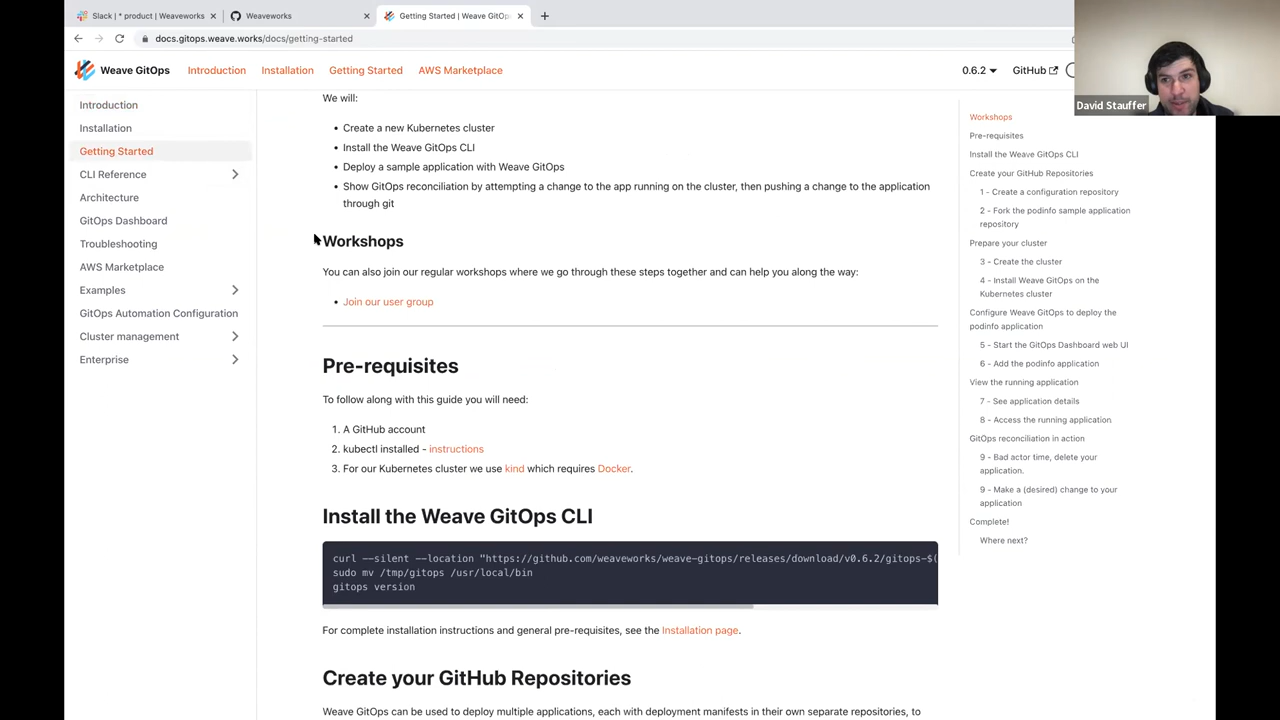 Slack | * product | Weaveworks
Weaveworks
Getting Started | Weave GitOp
docs.gitops.weave.works/docs/getting-started
Weave GitOps
Introduction
Installation
Getting Started
AWS Marketplace
0.6.2
GitHub
David Stauffer
Introduction
Installation
Getting Started
CLI Reference
Architecture
GitOps Dashboard
Troubleshooting
AWS Marketplace
Examples
GitOps Automation Configuration
Cluster management
Enterprise
We will:
• Create a new Kubernetes cluster
• Install the Weave GitOps CLI
• Deploy a sample application with Weave GitOps
• Show GitOps reconciliation by attempting a change to the app running on the cluster, then pushing a change to the application
through git
Workshops
You can also join our regular workshops where we go through these steps together and can help you along the way:
• Join our user group
Pre-requisites
To follow along with this guide you will need:
1. A GitHub account
2. kubectl installed - instructions
3. For our Kubernetes cluster we use kind which requires Docker.
Install the Weave GitOps CLI
curl --silent --location "https://github.com/weaveworks/weave-gitops/releases/download/v0.6.2/gitops-$(
sudo mv /tmp/gitops /usr/local/bin
gitops version
For complete installation instructions and general pre-requisites, see the Installation page.
Create your GitHub Repositories
Weave GitOps can be used to deploy multiple applications, each with deployment manifests in their own separate repositories, to
Workshops
Pre-requisites
Install the Weave GitOps CLI
Create your GitHub Repositories
1 - Create a configuration repository
2 - Fork the podinfo sample application
repository
Prepare your cluster
3 - Create the cluster
4 - Install Weave GitOps on the
Kubernetes cluster
Configure Weave GitOps to deploy the
podinfo application
5 - Start the GitOps Dashboard web UI
6 - Add the podinfo application
View the running application
7 - See application details
8 - Access the running application
GitOps reconciliation in action
9 - Bad actor time, delete your
application.
9 - Make a (desired) change to your
application
Complete!
Where next?